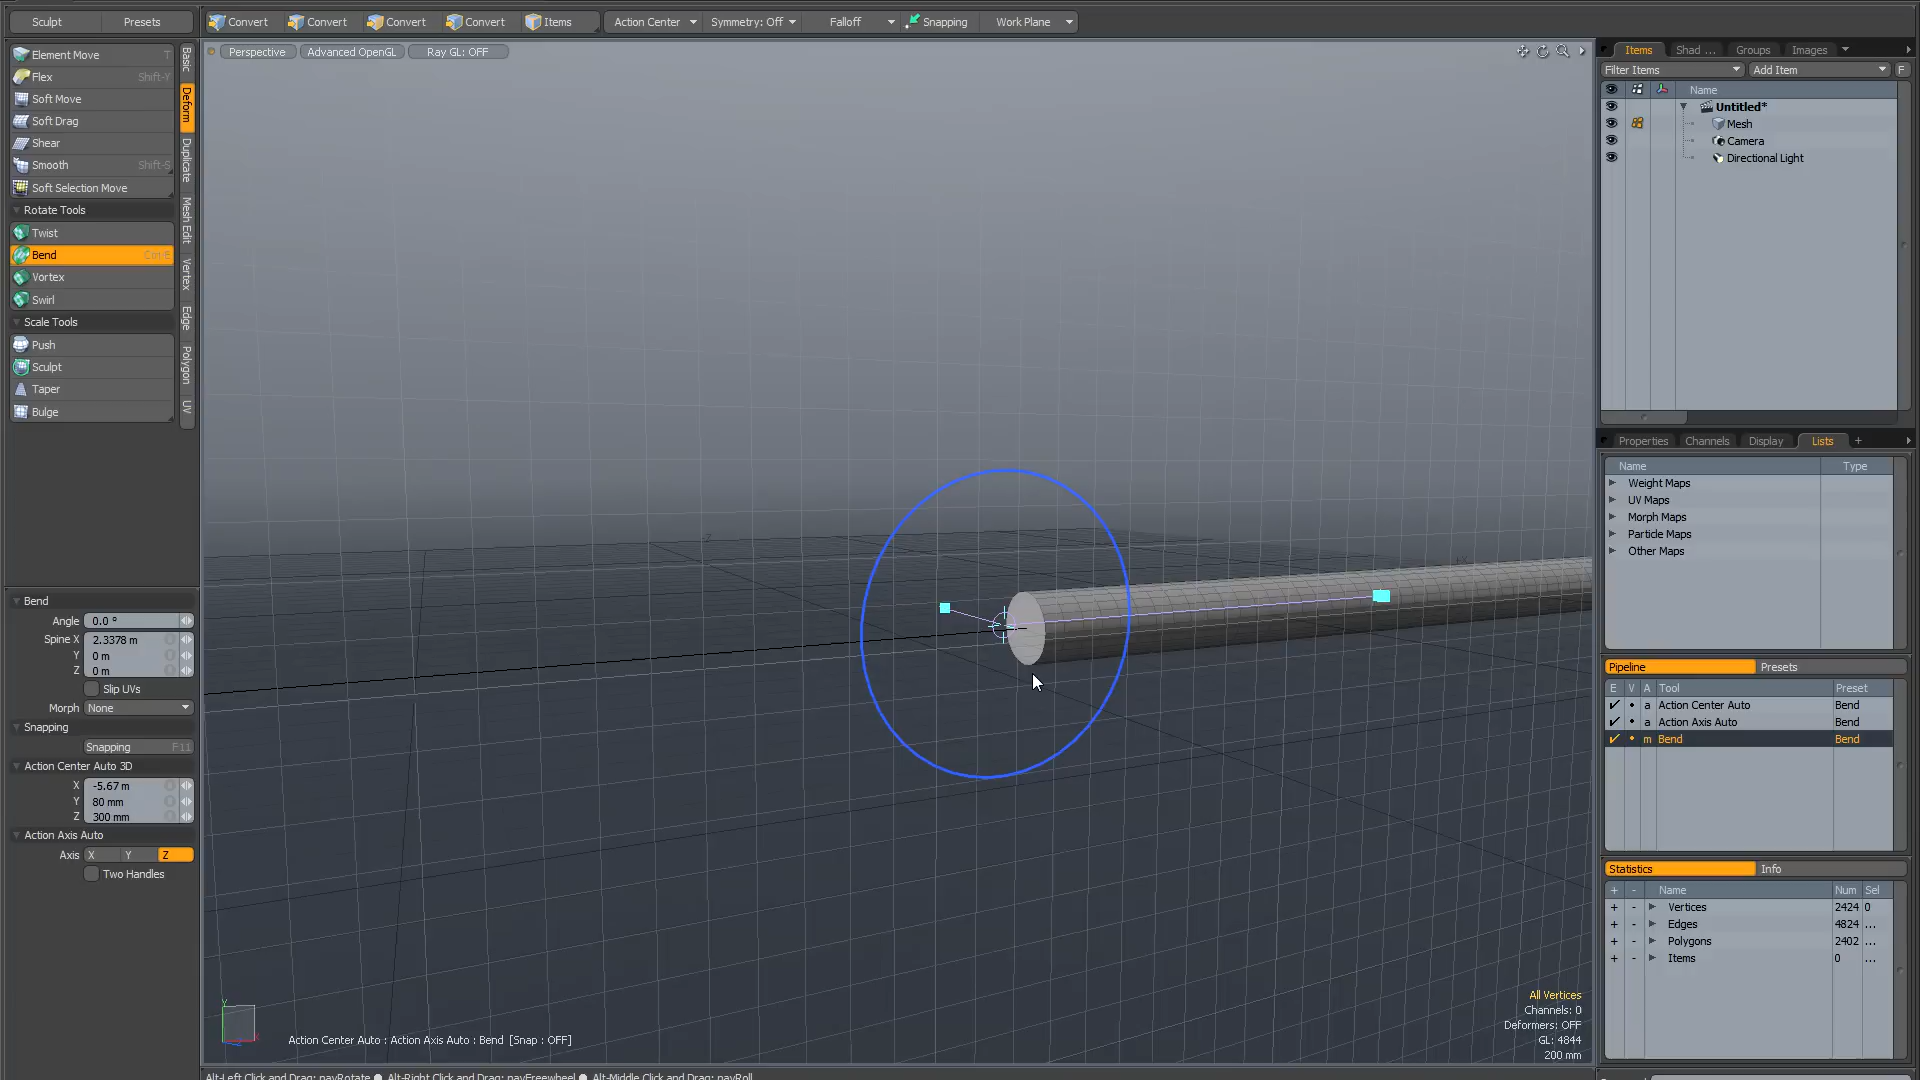 Sculpt Presets Convert Convert Convert Convert Items Action Center Symmetry: Off Falloff Snapping Work Plane
Perspective Advanced OpenGL Ray GL: OFF
Element Move T
Flex Shift-Y
Soft Move
Soft Drag
Shear
Smooth Shift-S
Soft Selection Move
Rotate Tools
Twist
Bend
Vortex
Swirl
Scale Tools
Push
Sculpt
Taper
Bulge
Basic
Deform
Duplicate
Mesh Edit
Vertex
Edge
Polygon
UV
Bend
Angle 0.0 °
Spine X 2.3378 m
Y 0 m
Z 0 m
Slip UVs
Morph None
Snapping
Snapping F11
Action Center Auto 3D
X -5.67 m
Y 80 mm
Z 300 mm
Action Axis Auto
Axis X Y Z
Two Handles
All Vertices
Channels: 0
Deformers: OFF
GL: 4844
200 mm
Action Center Auto : Action Axis Auto : Bend [Snap : OFF]
Alt-Left Click and Drag: navRotate ● Alt-Right Click and Drag: navFreewheel ● Alt-Middle Click and Drag: navRoll
Items Shad ... Groups Images
Filter Items Add Item F
Name
Untitled*
Mesh
Camera
Directional Light
Properties Channels Display Lists +
Name Type
Weight Maps
UV Maps
Morph Maps
Particle Maps
Other Maps
Pipeline Presets
E V A Tool Preset
a Action Center Auto Bend
a Action Axis Auto Bend
m Bend Bend
Statistics Info
+ - Name Num Sel
+ - Vertices 2424 0
+ - Edges 4824 ...
+ - Polygons 2402 ...
+ - Items 0 ...